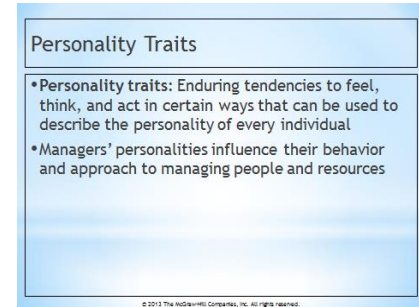 Personality Traits
•Personality traits: Enduring tendencies to feel,
think, and act in certain ways that can be used to
describe the personality of every individual
•Managers' personalities influence their behavior
and approach to managing people and resources
© 2013 The McGraw-Hill Companies, Inc. All rights reserved.